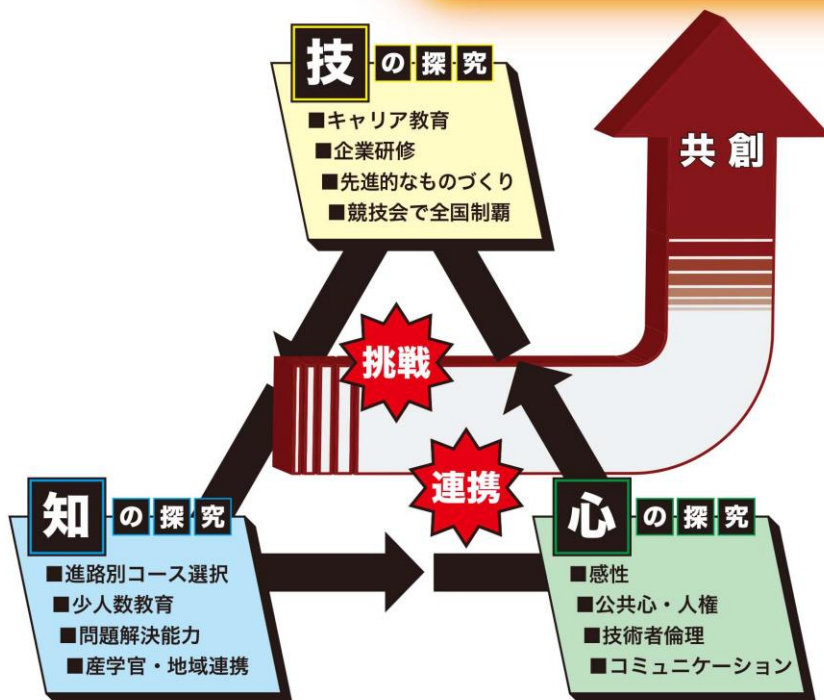 技の探究
■キャリア教育
■企業研修
■先進的なものづくり
■競技会で全国制覇
共創
挑戦
連携
知の探究
■進路別コース選択
■少人数教育
■問題解決能力
■産学官・地域連携
心の探究
■感性
■公共心・人権
■技術者倫理
■コミュニケーション